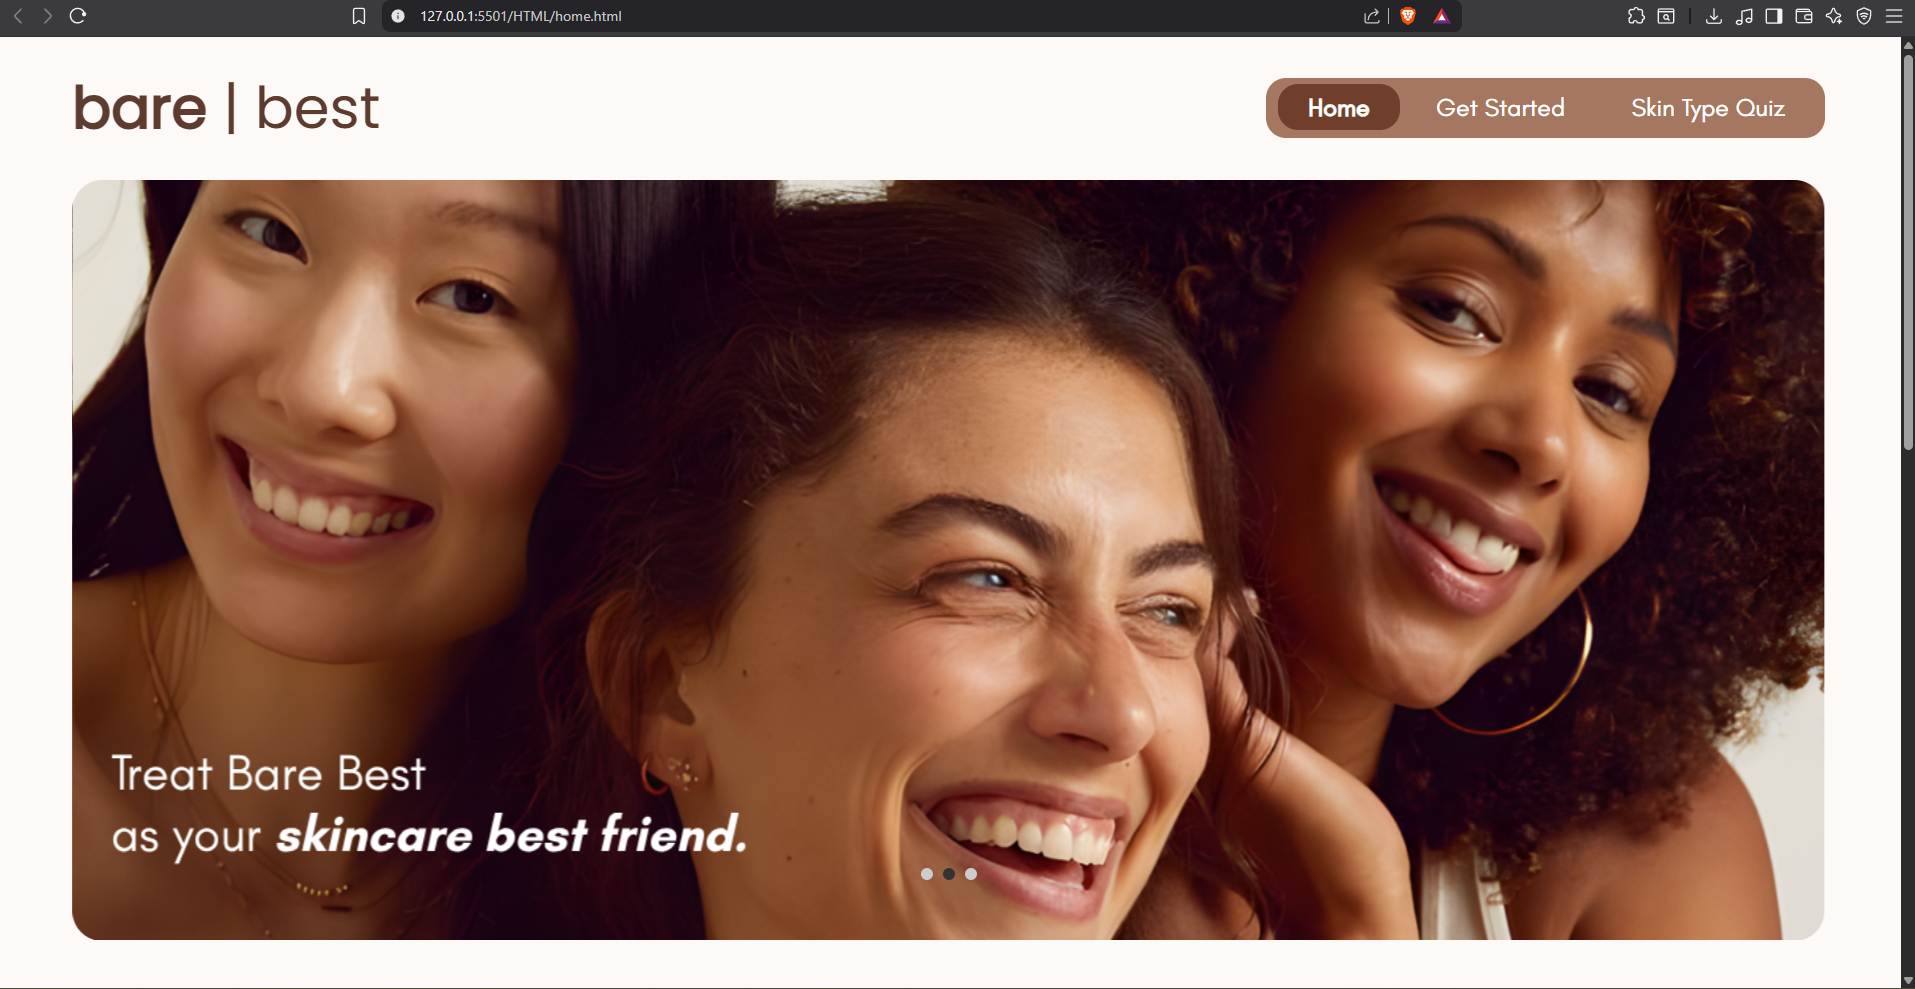 127.0.0.1:5501/HTML/home.html
bare | best
Home Get Started Skin Type Quiz
Treat Bare Best
as your skincare best friend.